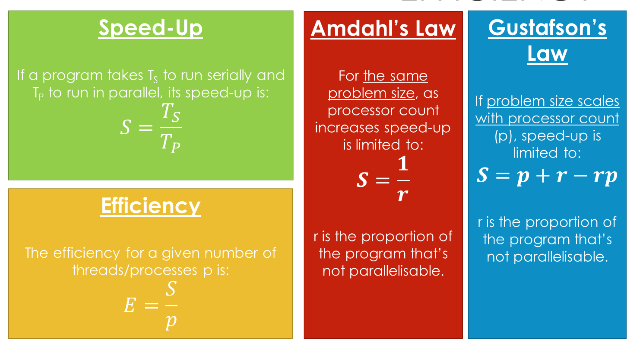 Speed-Up
If a program takes T_S to run serially and
T_P to run in parallel, its speed-up is:
S = T_S / T_P
Efficiency
The efficiency for a given number of
threads/processes p is:
E = S / p
Amdahl's Law
For the same
problem size, as
processor count
increases speed-up
is limited to:
S = 1 / r
r is the proportion of
the program that's
not parallelisable.
Gustafson's
Law
If problem size scales
with processor count
(p), speed-up is
limited to:
S = p + r − rp
r is the proportion of
the program that's
not parallelisable.